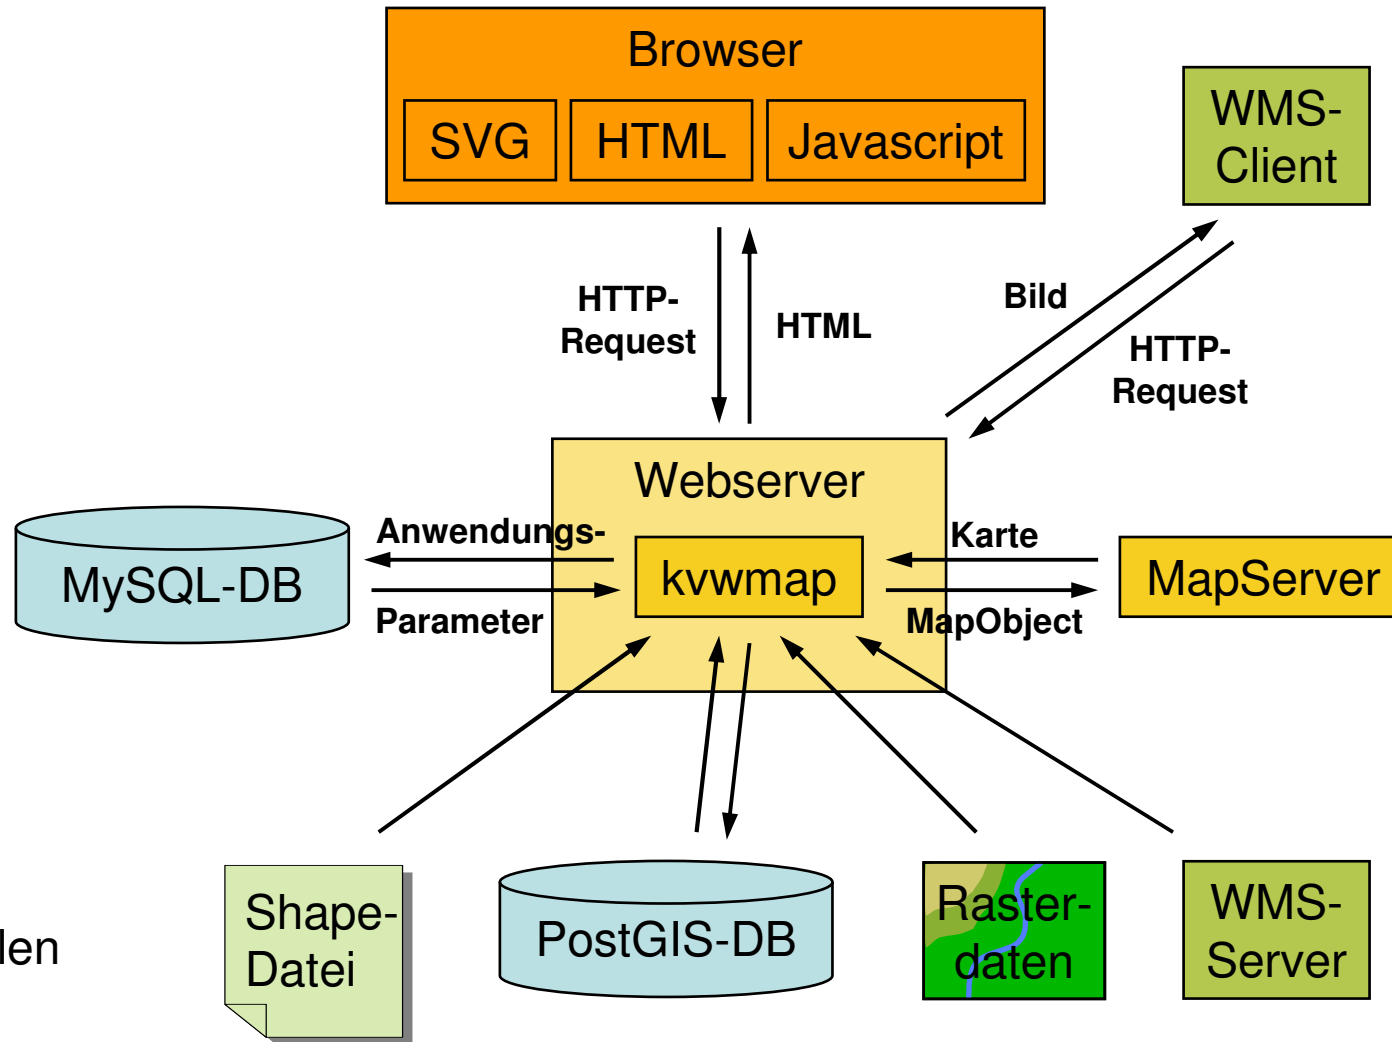 Browser
SVG
HTML
Javascript
WMS-
Client
HTTP-
Request
HTML
Bild
HTTP-
Request
Webserver
MySQL-DB
Anwendungs-
Parameter
kvwmap
Karte
MapObject
MapServer
Shape-
Datei
PostGIS-DB
Raster-
daten
WMS-
Server
len